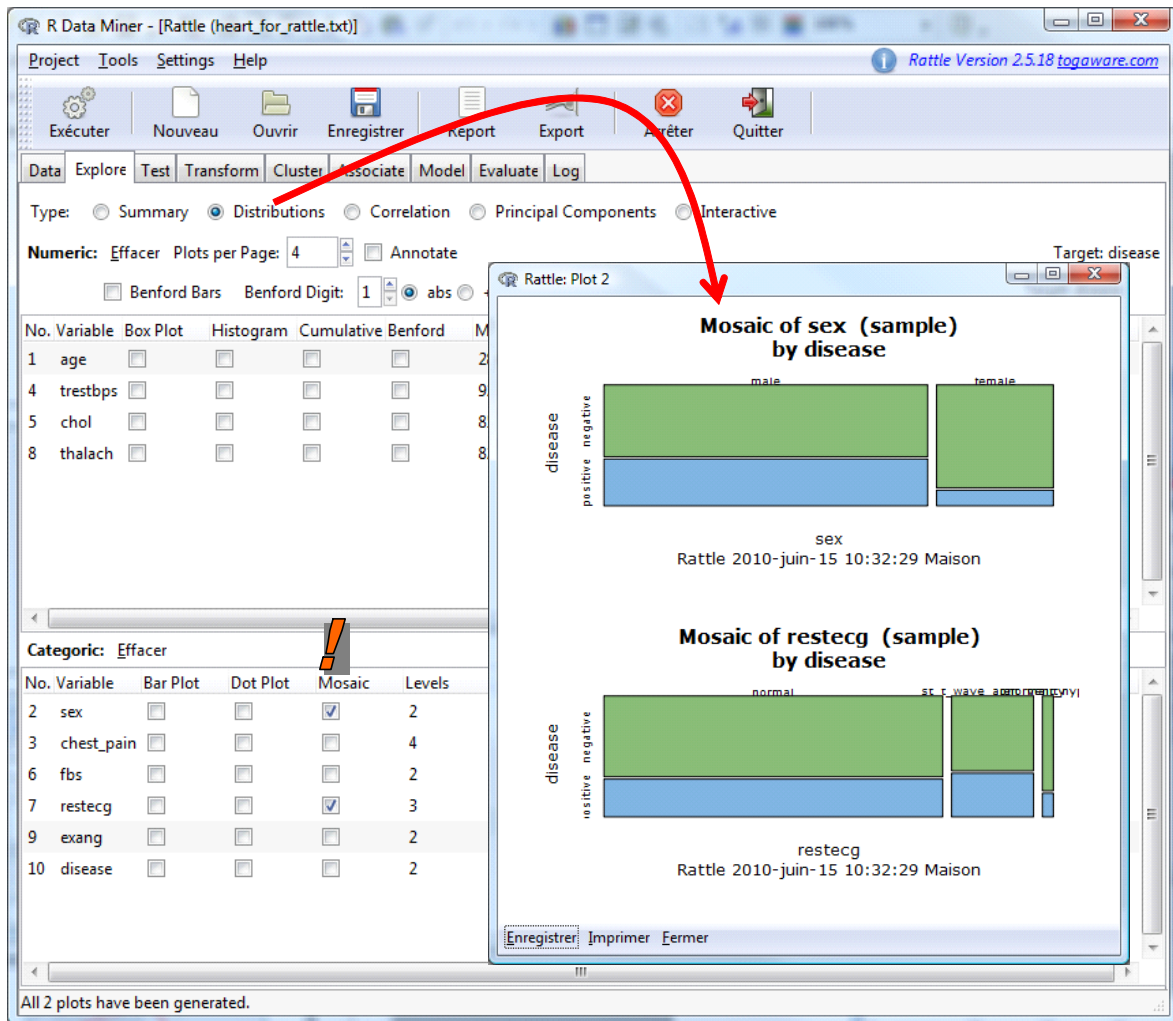 R Data Miner - [Rattle (heart_for_rattle.txt)]
Project Tools Settings Help
Rattle Version 2.5.18 togaware.com
Exécuter Nouveau Ouvrir Enregistrer Report Export Arrêter Quitter
Data Explore Test Transform Cluster Associate Model Evaluate Log
Type: Summary Distributions Correlation Principal Components Interactive
Numeric: Effacer Plots per Page: 4 Annotate
Target: disease
Benford Bars Benford Digit: 1 abs
No. Variable Box Plot Histogram Cumulative Benford
1 age
4 trestbps
5 chol
8 thalach
Categoric: Effacer
No. Variable Bar Plot Dot Plot Mosaic Levels
2 sex 2
3 chest_pain 4
6 fbs 2
7 restecg 3
9 exang 2
10 disease 2
All 2 plots have been generated.
Rattle: Plot 2
Mosaic of sex (sample)
by disease
male female
disease
negative
positive
sex
Rattle 2010-juin-15 10:32:29 Maison
Mosaic of restecg (sample)
by disease
normal
disease
negative
restecg
Rattle 2010-juin-15 10:32:29 Maison
Enregistrer Imprimer Fermer